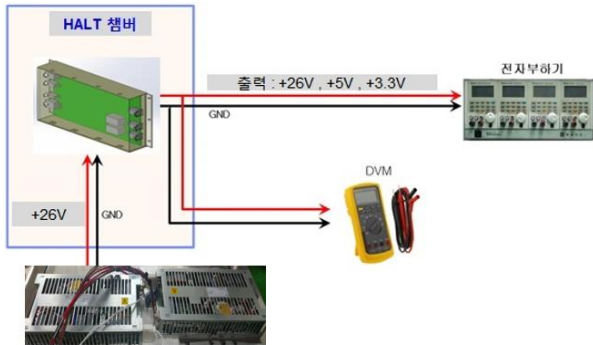 HALT 챔버
전자부하기
출력 : +26V , +5V , +3.3V
GND
DVM
+26V
GND